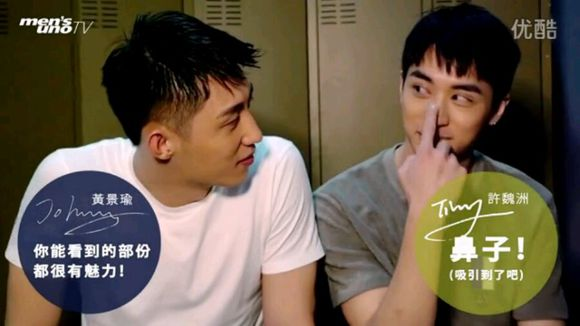 men's
uno TV
优酷
黃景瑜
Johnny
你能看到的部份
都很有魅力!
許魏洲
Timmy
鼻子!
(吸引到了吧)